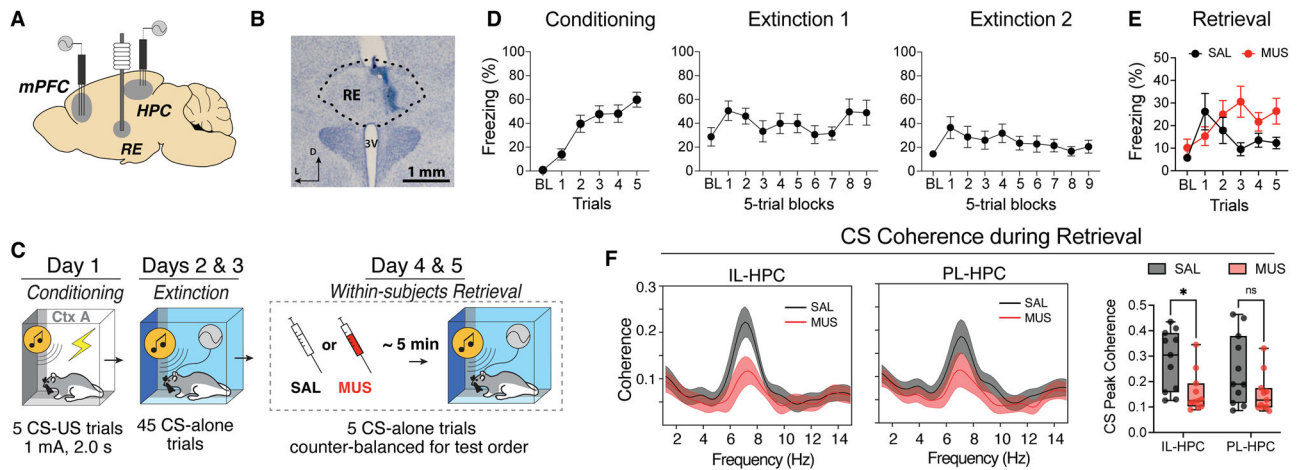 A
mPFC
HPC
RE
B
RE
3V
D
L
1 mm
C
Day 1
Conditioning
Ctx A
5 CS-US trials
1 mA, 2.0 s
Days 2 & 3
Extinction
45 CS-alone
trials
Day 4 & 5
Within-subjects Retrieval
or
~ 5 min
SAL
MUS
5 CS-alone trials
counter-balanced for test order
D
Conditioning
Freezing (%)
100
80
60
40
20
0
BL 1 2 3 4 5
Trials
Extinction 1
100
80
60
40
20
0
BL 1 2 3 4 5 6 7 8 9
5-trial blocks
Extinction 2
100
80
60
40
20
0
BL 1 2 3 4 5 6 7 8 9
5-trial blocks
E
Retrieval
SAL MUS
Freezing (%)
50
40
30
20
10
0
BL 1 2 3 4 5
Trials
CS Coherence during Retrieval
F
IL-HPC
SAL
MUS
Coherence
0.3
0.2
0.1
2 4 6 8 10 12 14
Frequency (Hz)
PL-HPC
SAL
MUS
2 4 6 8 10 12 14
Frequency (Hz)
SAL MUS
* ns
CS Peak Coherence
0.5
0.4
0.3
0.2
0.1
0.0
IL-HPC PL-HPC